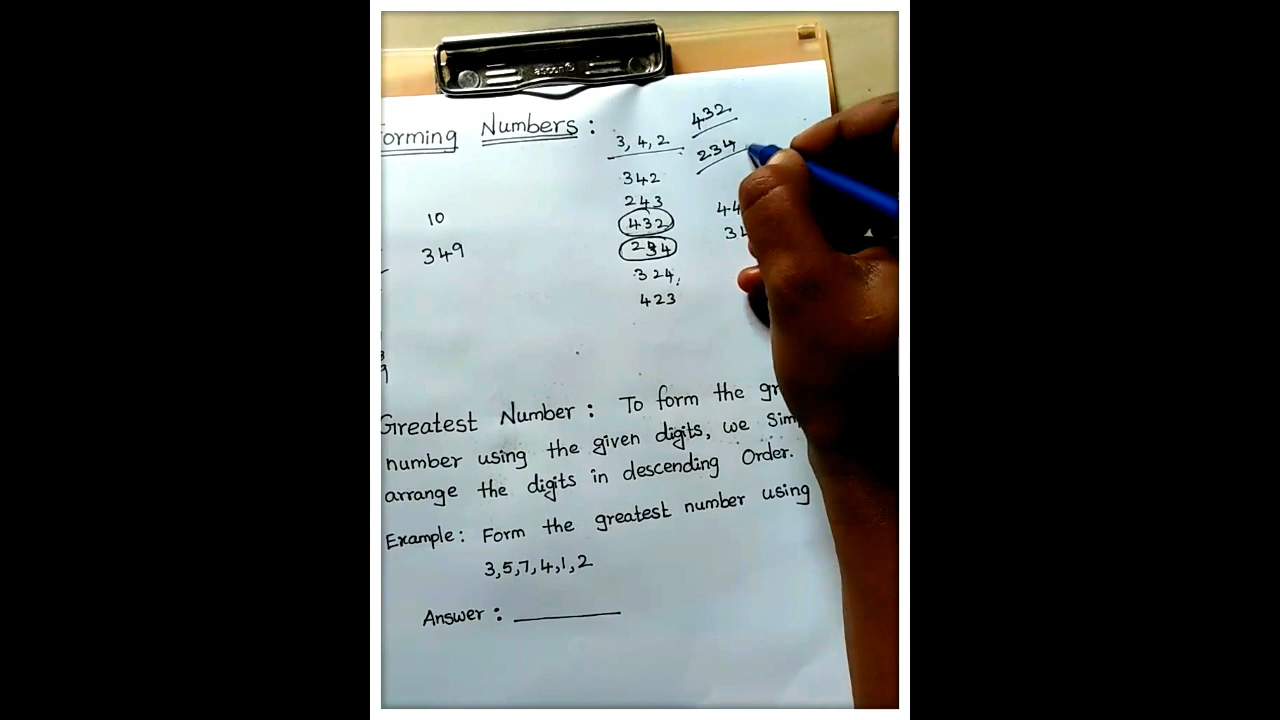 orming Numbers :
3, 4, 2
432
234
342
243
432
234
324
423
10
349
Greatest Number : To form the gr
number using the given digits, we Sim
arrange the digits in descending Order.
Example : Form the greatest number using
3,5,7,4,1,2
Answer :